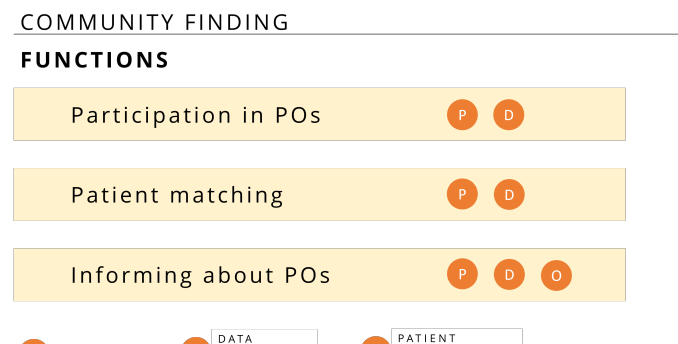 COMMUNITY FINDING
FUNCTIONS
Participation in POs P D
Patient matching P D
Informing about POs P D O
DATA PATIENT